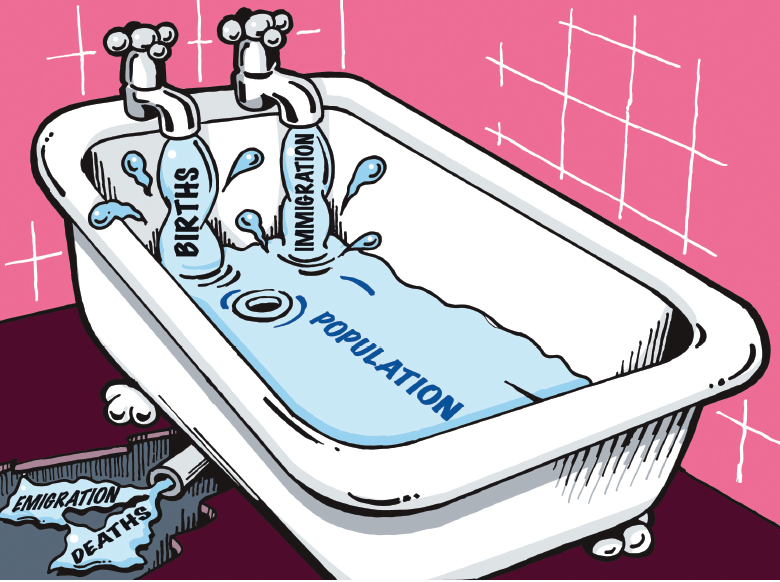 BIRTHS
IMMIGRATION
POPULATION
EMIGRATION
DEATHS